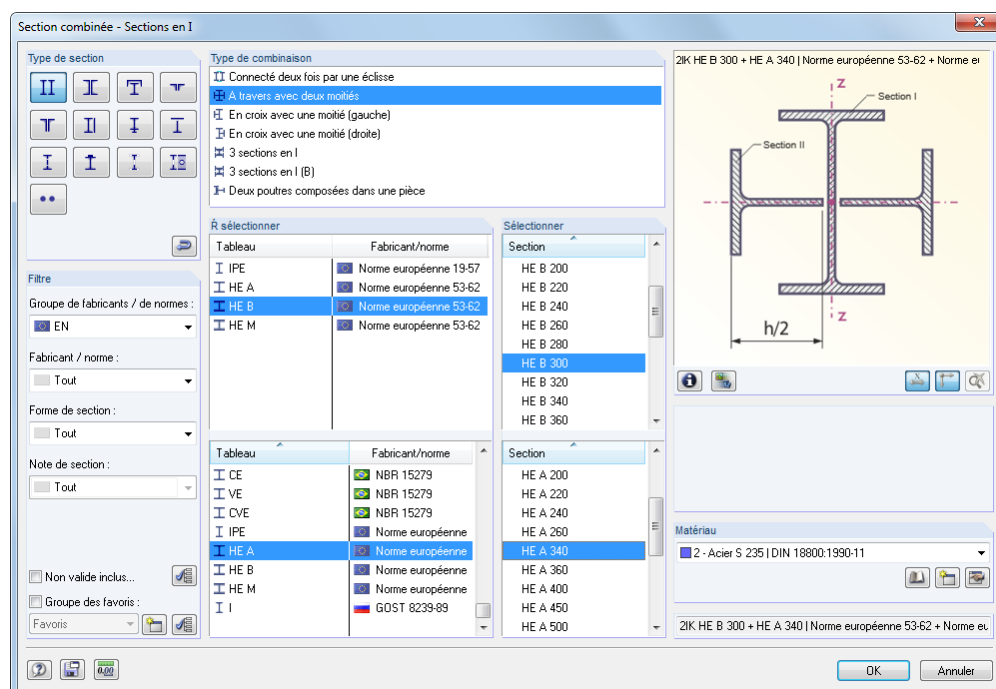 Section combinée - Sections en I
Type de section
Type de combinaison
Connecté deux fois par une éclisse
A travers avec deux moitiés
En croix avec une moitié (gauche)
En croix avec une moitié (droite)
3 sections en I
3 sections en I (B)
Deux poutres composées dans une pièce
Ŕ sélectionner
Tableau Fabricant/norme
IPE Norme européenne 19-57
HE A Norme européenne 53-62
HE B Norme européenne 53-62
HE M Norme européenne 53-62
Sélectionner
Section
HE B 200
HE B 220
HE B 240
HE B 260
HE B 280
HE B 300
HE B 320
HE B 340
HE B 360
Tableau Fabricant/norme
CE NBR 15279
VE NBR 15279
CVE NBR 15279
IPE Norme européenne
HE A Norme européenne
HE B Norme européenne
HE M Norme européenne
I GOST 8239-89
Section
HE A 200
HE A 220
HE A 240
HE A 260
HE A 340
HE A 360
HE A 400
HE A 450
HE A 500
Filtre
Groupe de fabricants / de normes :
EN
Fabricant / norme :
Tout
Forme de section :
Tout
Note de section :
Tout
Non valide inclus...
Groupe des favoris :
Favoris
2IK HE B 300 + HE A 340 | Norme européenne 53-62 + Norme eu
z
Section I
Section II
z
h/2
Matériau
2 - Acier S 235 | DIN 18800:1990-11
2IK HE B 300 + HE A 340 | Norme européenne 53-62 + Norme eu
0.00
OK
Annuler